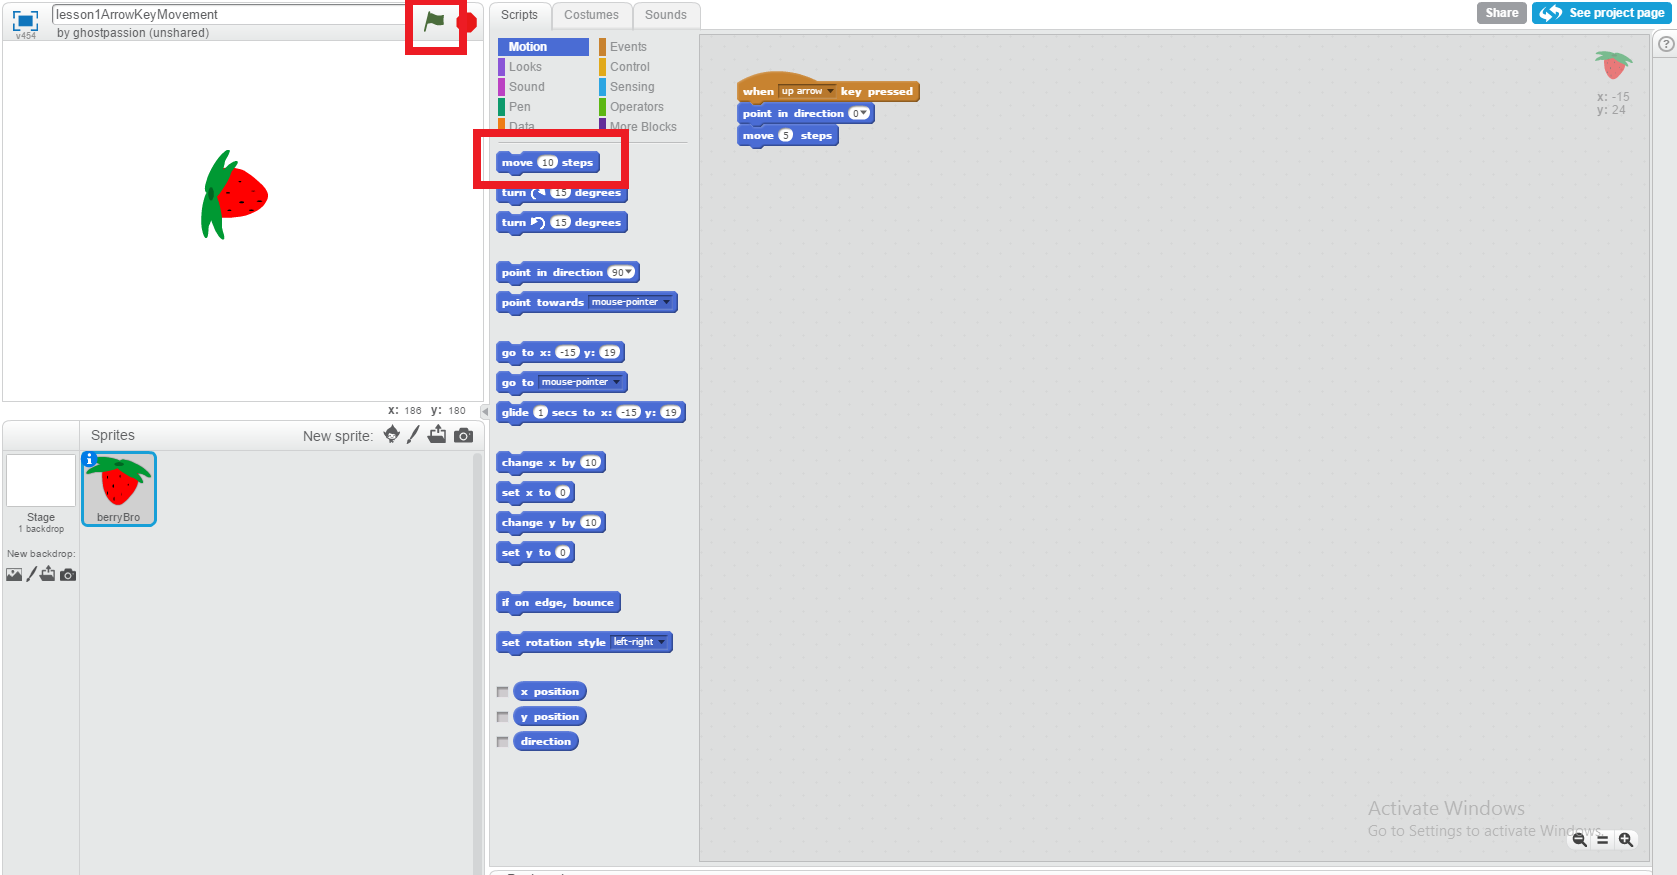 lesson1ArrowKeyMovement
by ghostpassion (unshared)
v454
Scripts
Costumes
Sounds
Share
See project page
?
Motion
Events
Looks
Control
Sound
Sensing
Pen
Operators
Data
More Blocks
move 10 steps
turn 15 degrees
turn 15 degrees
point in direction 90
point towards mouse-pointer
go to x: -15 y: 19
go to mouse-pointer
glide 1 secs to x: -15 y: 19
change x by 10
set x to 0
change y by 10
set y to 0
if on edge, bounce
set rotation style left-right
x position
y position
direction
when up arrow key pressed
point in direction 0
move 5 steps
x: -15
y: 24
x: 186 y: 180
Sprites
New sprite:
i
berryBro
Stage
1 backdrop
New backdrop:
Activate Windows
Go to Settings to activate Windows.